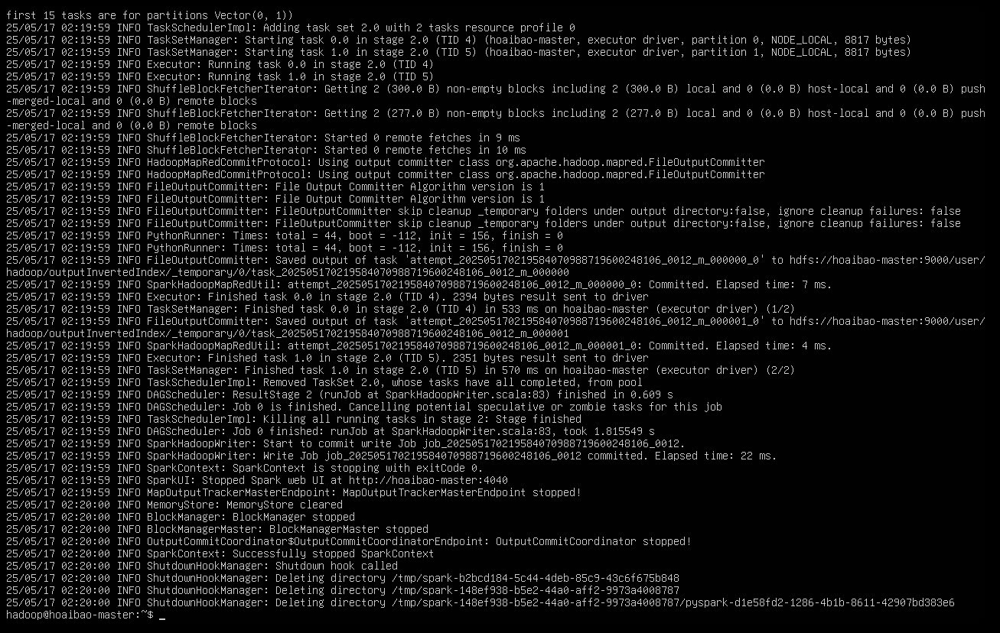 first 15 tasks are for partitions Vector(0, 1))
25/05/17 02:19:59 INFO TaskSchedulerImpl: Adding task set 2.0 with 2 tasks resource profile 0
25/05/17 02:19:59 INFO TaskSetManager: Starting task 0.0 in stage 2.0 (TID 4) (hoaibao-master, executor driver, partition 0, NODE_LOCAL, 8817 bytes)
25/05/17 02:19:59 INFO TaskSetManager: Starting task 1.0 in stage 2.0 (TID 5) (hoaibao-master, executor driver, partition 1, NODE_LOCAL, 8817 bytes)
25/05/17 02:19:59 INFO Executor: Running task 0.0 in stage 2.0 (TID 4)
25/05/17 02:19:59 INFO Executor: Running task 1.0 in stage 2.0 (TID 5)
25/05/17 02:19:59 INFO ShuffleBlockFetcherIterator: Getting 2 (300.0 B) non-empty blocks including 2 (300.0 B) local and 0 (0.0 B) host-local and 0 (0.0 B) push
-merged-local and 0 (0.0 B) remote blocks
25/05/17 02:19:59 INFO ShuffleBlockFetcherIterator: Getting 2 (277.0 B) non-empty blocks including 2 (277.0 B) local and 0 (0.0 B) host-local and 0 (0.0 B) push
-merged-local and 0 (0.0 B) remote blocks
25/05/17 02:19:59 INFO ShuffleBlockFetcherIterator: Started 0 remote fetches in 9 ms
25/05/17 02:19:59 INFO ShuffleBlockFetcherIterator: Started 0 remote fetches in 10 ms
25/05/17 02:19:59 INFO HadoopMapRedCommitProtocol: Using output committer class org.apache.hadoop.mapred.FileOutputCommitter
25/05/17 02:19:59 INFO HadoopMapRedCommitProtocol: Using output committer class org.apache.hadoop.mapred.FileOutputCommitter
25/05/17 02:19:59 INFO FileOutputCommitter: File Output Committer Algorithm version is 1
25/05/17 02:19:59 INFO FileOutputCommitter: File Output Committer Algorithm version is 1
25/05/17 02:19:59 INFO FileOutputCommitter: FileOutputCommitter skip cleanup _temporary folders under output directory:false, ignore cleanup failures: false
25/05/17 02:19:59 INFO FileOutputCommitter: FileOutputCommitter skip cleanup _temporary folders under output directory:false, ignore cleanup failures: false
25/05/17 02:19:59 INFO PythonRunner: Times: total = 44, boot = -112, init = 156, finish = 0
25/05/17 02:19:59 INFO PythonRunner: Times: total = 44, boot = -112, init = 156, finish = 0
25/05/17 02:19:59 INFO FileOutputCommitter: Saved output of task 'attempt_202505170219584070988719600248106_0012_m_000000_0' to hdfs://hoaibao-master:9000/user/
hadoop/outputInvertedIndex/_temporary/0/task_202505170219584070988719600248106_0012_m_000000
25/05/17 02:19:59 INFO SparkHadoopMapRedUtil: attempt_202505170219584070988719600248106_0012_m_000000_0: Committed. Elapsed time: 7 ms.
25/05/17 02:19:59 INFO Executor: Finished task 0.0 in stage 2.0 (TID 4). 2394 bytes result sent to driver
25/05/17 02:19:59 INFO TaskSetManager: Finished task 0.0 in stage 2.0 (TID 4) in 533 ms on hoaibao-master (executor driver) (1/2)
25/05/17 02:19:59 INFO FileOutputCommitter: Saved output of task 'attempt_202505170219584070988719600248106_0012_m_000001_0' to hdfs://hoaibao-master:9000/user/
hadoop/outputInvertedIndex/_temporary/0/task_202505170219584070988719600248106_0012_m_000001
25/05/17 02:19:59 INFO SparkHadoopMapRedUtil: attempt_202505170219584070988719600248106_0012_m_000001_0: Committed. Elapsed time: 4 ms.
25/05/17 02:19:59 INFO Executor: Finished task 1.0 in stage 2.0 (TID 5). 2351 bytes result sent to driver
25/05/17 02:19:59 INFO TaskSetManager: Finished task 1.0 in stage 2.0 (TID 5) in 570 ms on hoaibao-master (executor driver) (2/2)
25/05/17 02:19:59 INFO TaskSchedulerImpl: Removed TaskSet 2.0, whose tasks have all completed, from pool
25/05/17 02:19:59 INFO DAGScheduler: ResultStage 2 (runJob at SparkHadoopWriter.scala:83) finished in 0.609 s
25/05/17 02:19:59 INFO DAGScheduler: Job 0 is finished. Cancelling potential speculative or zombie tasks for this job
25/05/17 02:19:59 INFO TaskSchedulerImpl: Killing all running tasks in stage 2: Stage finished
25/05/17 02:19:59 INFO DAGScheduler: Job 0 finished: runJob at SparkHadoopWriter.scala:83, took 1.815549 s
25/05/17 02:19:59 INFO SparkHadoopWriter: Start to commit write Job job_202505170219584070988719600248106_0012.
25/05/17 02:19:59 INFO SparkHadoopWriter: Write Job job_202505170219584070988719600248106_0012 committed. Elapsed time: 22 ms.
25/05/17 02:19:59 INFO SparkContext: SparkContext is stopping with exitCode 0.
25/05/17 02:19:59 INFO SparkUI: Stopped Spark web UI at http://hoaibao-master:4040
25/05/17 02:19:59 INFO MapOutputTrackerMasterEndpoint: MapOutputTrackerMasterEndpoint stopped!
25/05/17 02:20:00 INFO MemoryStore: MemoryStore cleared
25/05/17 02:20:00 INFO BlockManager: BlockManager stopped
25/05/17 02:20:00 INFO BlockManagerMaster: BlockManagerMaster stopped
25/05/17 02:20:00 INFO OutputCommitCoordinator$OutputCommitCoordinatorEndpoint: OutputCommitCoordinator stopped!
25/05/17 02:20:00 INFO SparkContext: Successfully stopped SparkContext
25/05/17 02:20:00 INFO ShutdownHookManager: Shutdown hook called
25/05/17 02:20:00 INFO ShutdownHookManager: Deleting directory /tmp/spark-b2bcd184-5c44-4deb-85c9-43c6f675b848
25/05/17 02:20:00 INFO ShutdownHookManager: Deleting directory /tmp/spark-148ef938-b5e2-44a0-aff2-9973a4008787
25/05/17 02:20:00 INFO ShutdownHookManager: Deleting directory /tmp/spark-148ef938-b5e2-44a0-aff2-9973a4008787/pyspark-d1e58fd2-1286-4b1b-8611-42907bd383e6
hadoop@hoaibao-master:~$ _